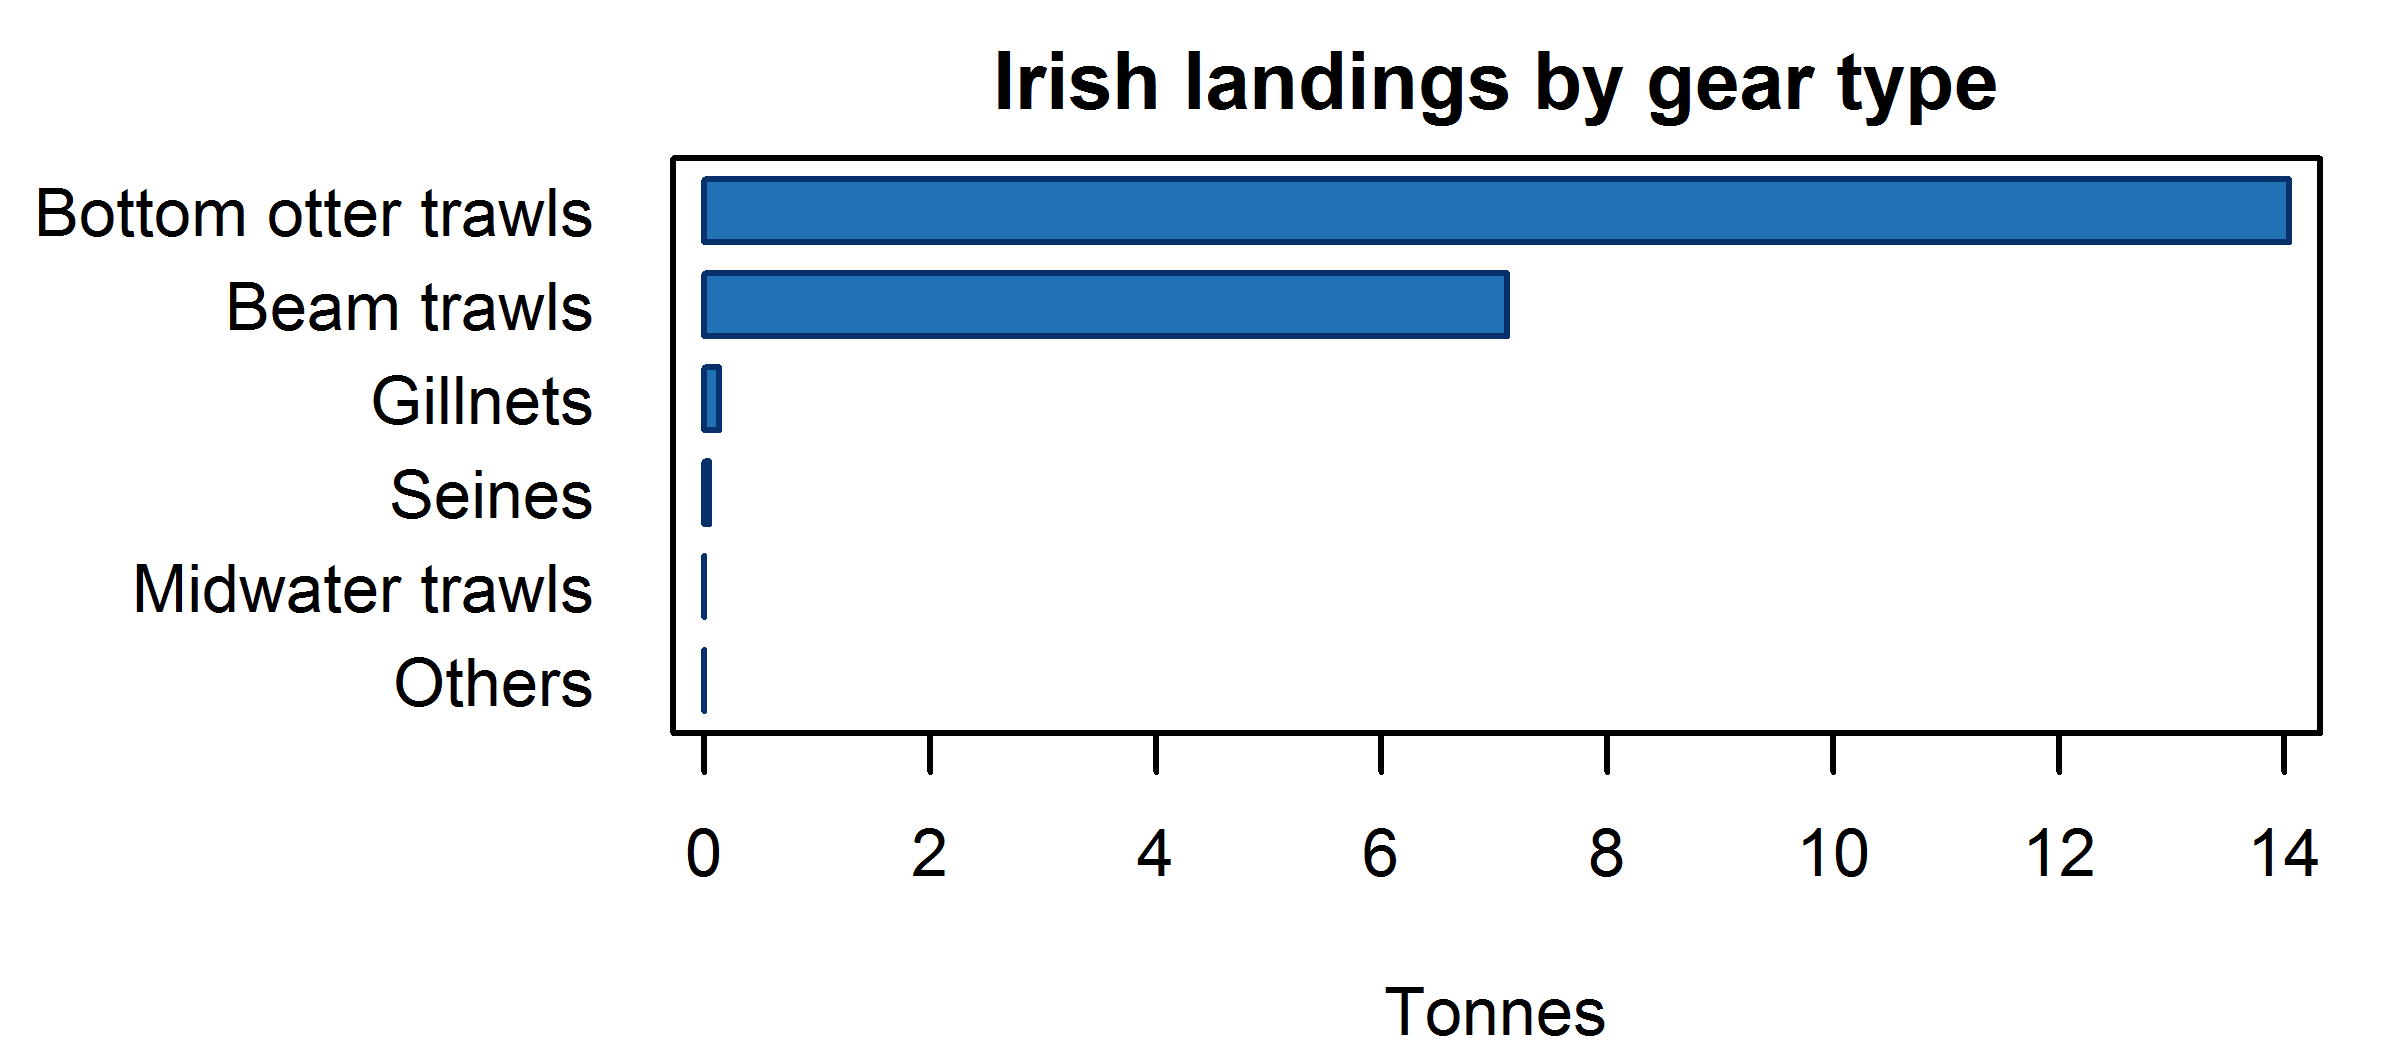 Irish landings by gear type
Bottom otter trawls
Beam trawls
Gillnets
Seines
Midwater trawls
Others
0 2 4 6 8 10 12 14
Tonnes